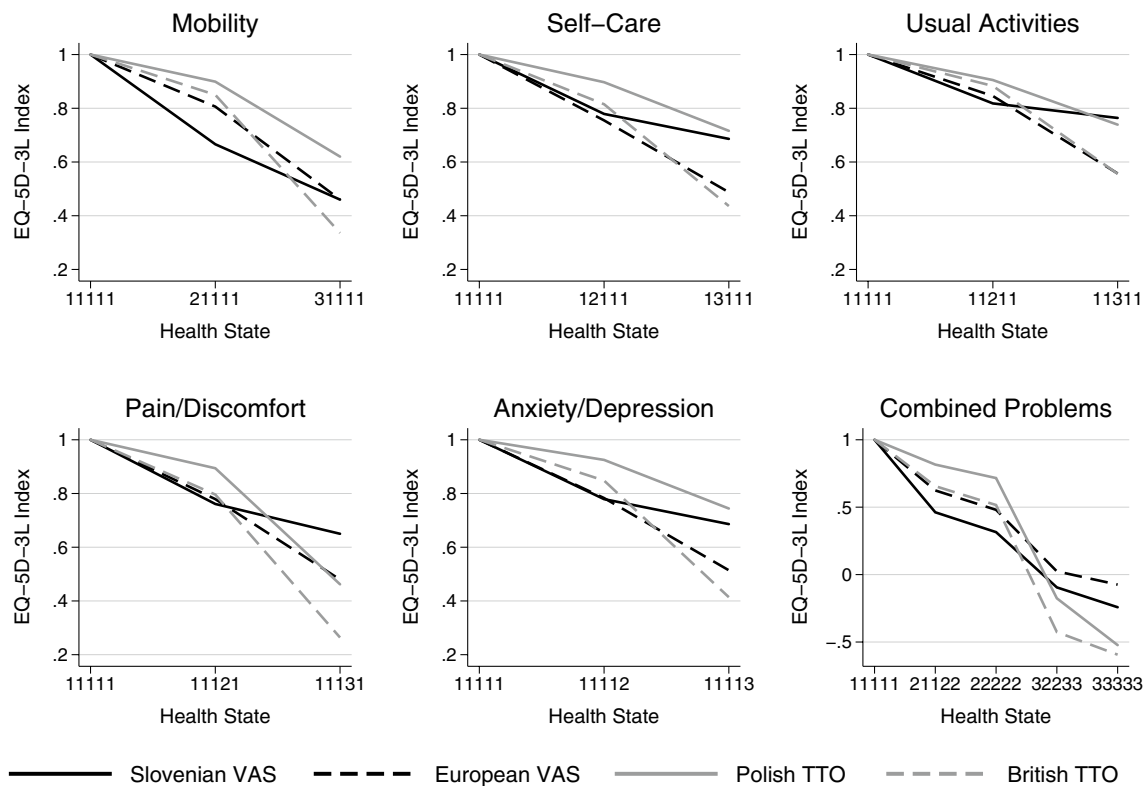 Mobility
Self−Care
Usual Activities
EQ−5D−3L Index
1
.8
.6
.4
.2
11111 21111 31111
Health State
EQ−5D−3L Index
1
.8
.6
.4
.2
11111 12111 13111
Health State
EQ−5D−3L Index
1
.8
.6
.4
.2
11111 11211 11311
Health State
Pain/Discomfort
Anxiety/Depression
Combined Problems
EQ−5D−3L Index
1
.8
.6
.4
.2
11111 11121 11131
Health State
EQ−5D−3L Index
1
.8
.6
.4
.2
11111 11112 11113
Health State
EQ−5D−3L Index
1
.5
0
−.5
11111 21122 22222 32233 33333
Health State
Slovenian VAS European VAS Polish TTO British TTO